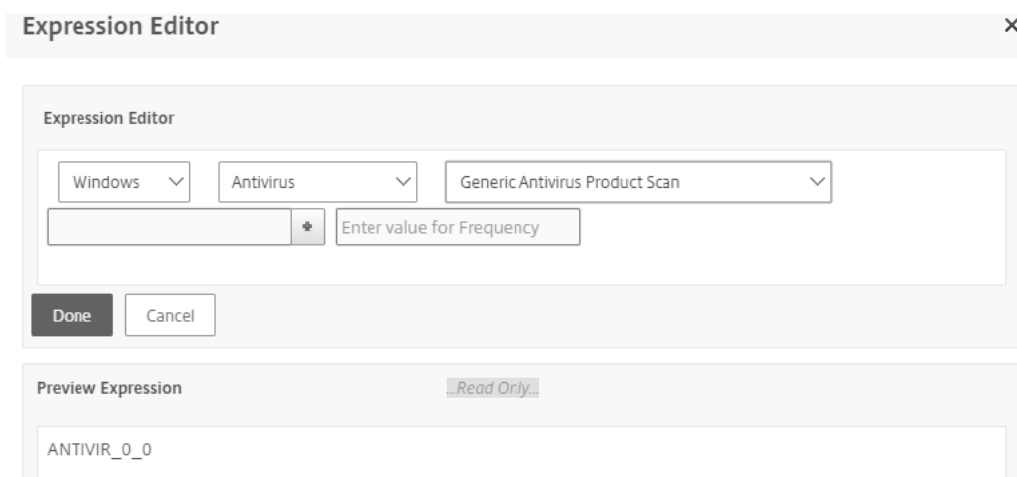 Expression Editor
Expression Editor
Windows Antivirus Generic Antivirus Product Scan
Enter value for Frequency
Done Cancel
Preview Expression ...Read Only...
ANTIVIR_0_0